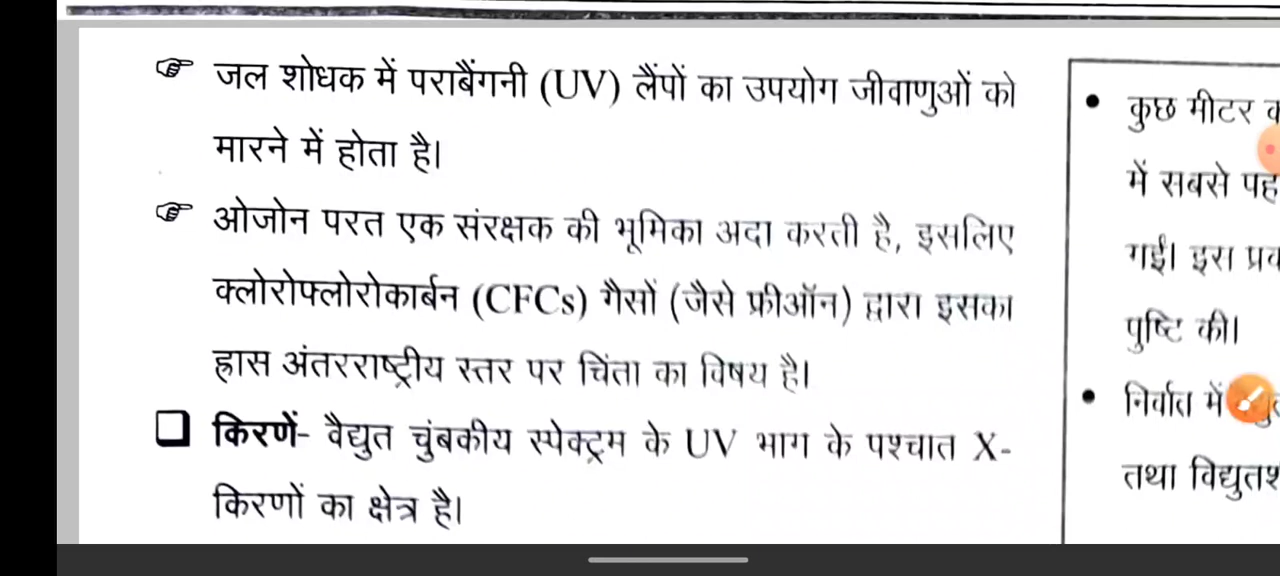 ☞ जल शोधक में पराबैंगनी (UV) लैंपों का उपयोग जीवाणुओं को
मारने में होता है।
☞ ओजोन परत एक संरक्षक की भूमिका अदा करती है, इसलिए
क्लोरोफ्लोरोकार्बन (CFCs) गैसों (जैसे फ्रीऑन) द्वारा इसका
ह्रास अंतरराष्ट्रीय स्तर पर चिंता का विषय है।
❑ किरणें- वैद्युत चुंबकीय स्पेक्ट्रम के UV भाग के पश्चात X-
किरणों का क्षेत्र है।
• कुछ मीटर
में सबसे
गईं। इस
पुष्टि की।
• निर्वात में
तथा